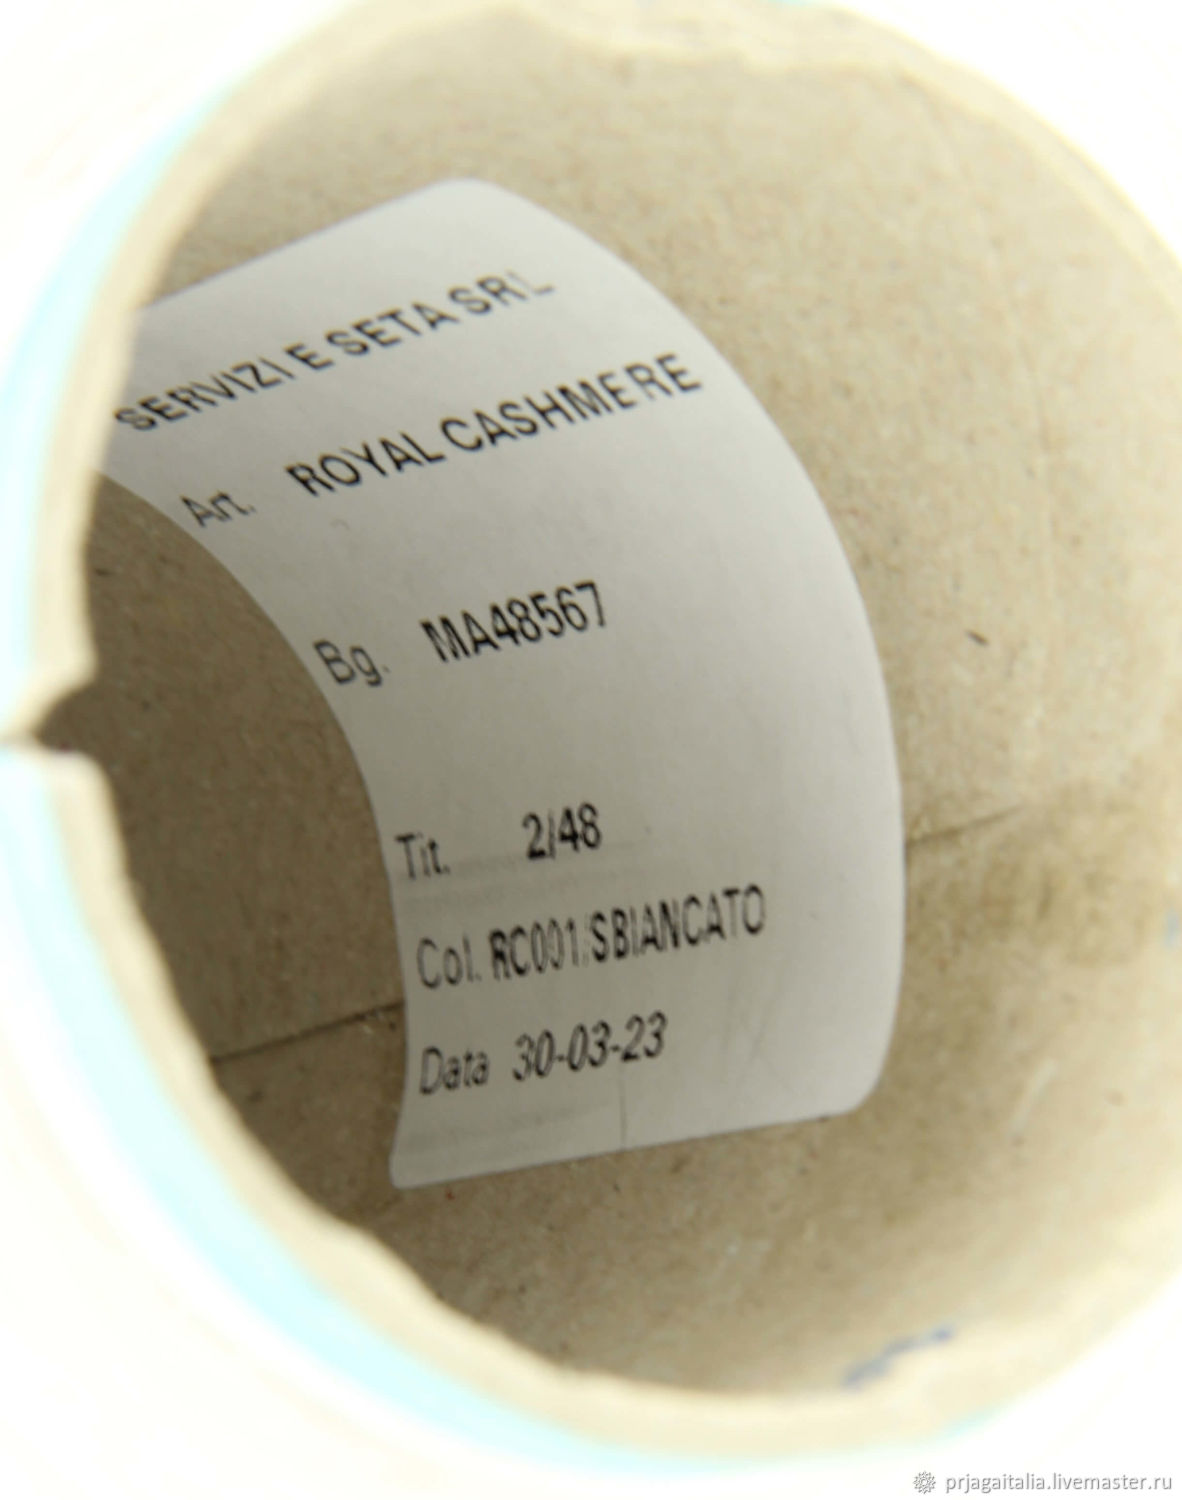 SERVIZI E SETA SRL
Art. ROYAL CASHMERE
Bg. MA48567
Tit. 2/48
Col. RC001/SBIANCATO
Data 30-03-23
prjagaitalia.livemaster.ru